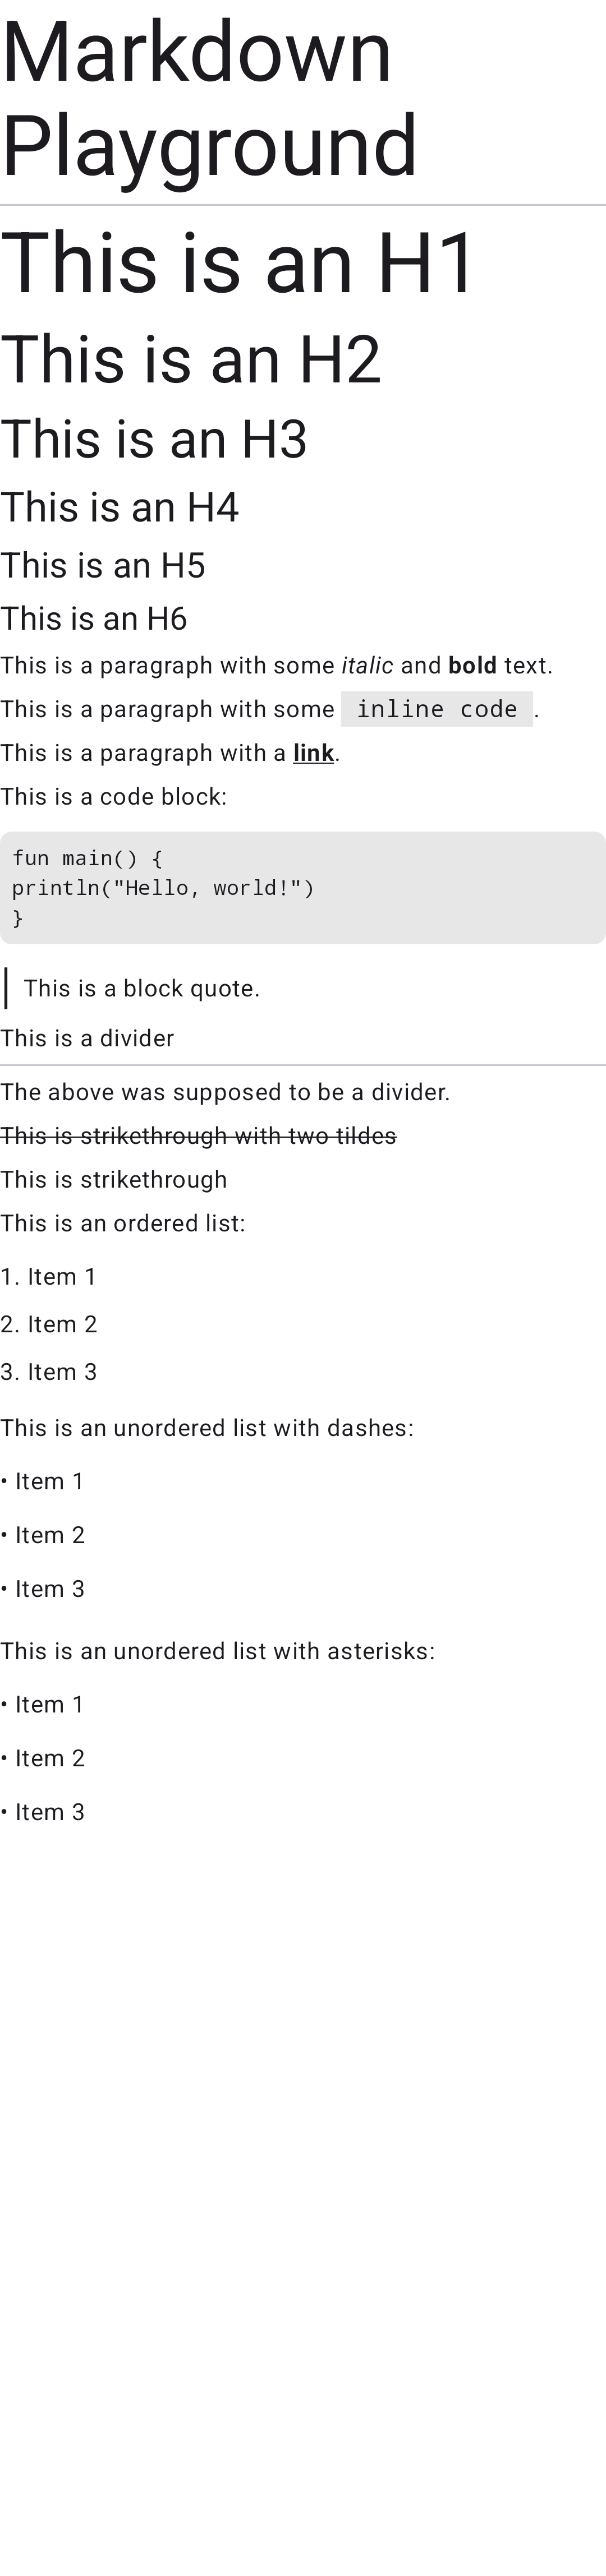 Markdown
Playground
This is an H1
This is an H2
This is an H3
This is an H4
This is an H5
This is an H6
This is a paragraph with some italic and bold text.
This is a paragraph with some inline code .
This is a paragraph with a link.
This is a code block:
fun main() {
println("Hello, world!")
}
This is a block quote.
This is a divider
The above was supposed to be a divider.
This is strikethrough with two tildes
This is strikethrough
This is an ordered list:
1. Item 1
2. Item 2
3. Item 3
This is an unordered list with dashes:
• Item 1
• Item 2
• Item 3
This is an unordered list with asterisks:
• Item 1
• Item 2
• Item 3